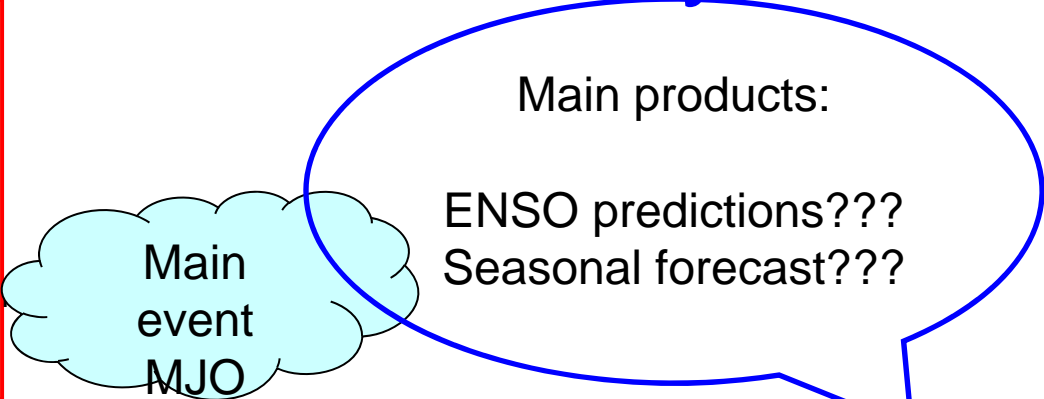 Main products:
ENSO predictions???
Seasonal forecast???
Main
event
MJO